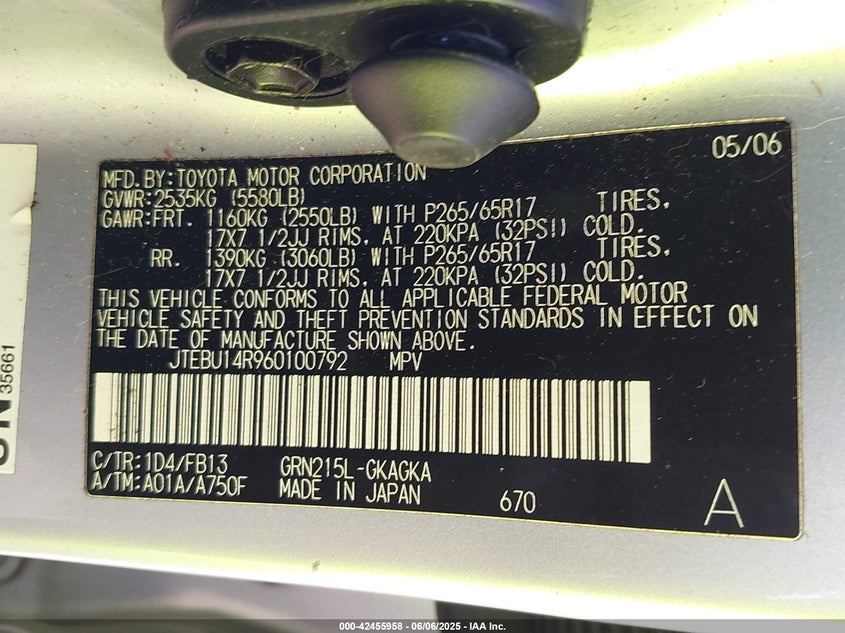 05/06
MFD. BY: TOYOTA MOTOR CORPORATION
GVWR: 2535KG (5580LB)
GAWR: FRT. 1160KG (2550LB) WITH P265/65R17 TIRES,
17X7 1/2JJ RIMS, AT 220KPA (32PSI) COLD.
RR. 1390KG (3060LB) WITH P265/65R17 TIRES,
17X7 1/2JJ RIMS, AT 220KPA (32PSI) COLD.
THIS VEHICLE CONFORMS TO ALL APPLICABLE FEDERAL MOTOR
VEHICLE SAFETY AND THEFT PREVENTION STANDARDS IN EFFECT ON
THE DATE OF MANUFACTURE SHOWN ABOVE.
JTEBU14R960100792 MPV
C/TR: 1D4/FB13 GRN215L-GKAGKA
A/TM: A01A/A750F MADE IN JAPAN 670 A
35661
000-42455958 - 06/06/2025 - IAA Inc.